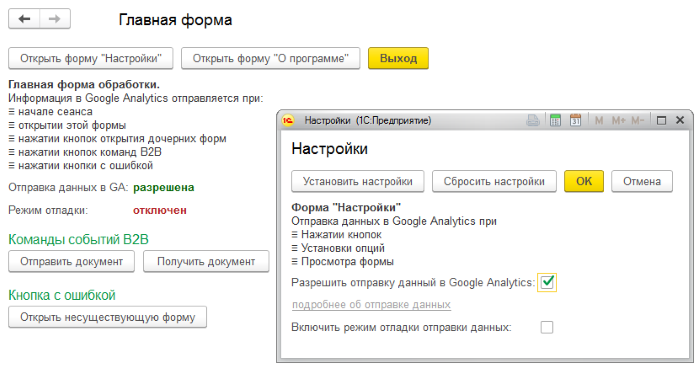 Главная форма
Открыть форму "Настройки" Открыть форму "О программе" Выход
Главная форма обработки.
Информация в Google Analytics отправляется при:
≡ начале сеанса
≡ открытии этой формы
≡ нажатии кнопок открытия дочерних форм
≡ нажатии кнопок команд B2B
≡ нажатии кнопки с ошибкой
Отправка данных в GA: разрешена
Режим отладки: отключен
Команды событий B2B
Отправить документ Получить документ
Кнопка с ошибкой
Открыть несуществующую форму
1С Настройки (1С:Предприятие) 31 M M+ M-
Настройки
Установить настройки Сбросить настройки ОК Отмена
Форма "Настройки"
Отправка данных в Google Analytics при
≡ Нажатии кнопок
≡ Установки опций
≡ Просмотра формы
Разрешить отправку данный в Google Analytics:
подробнее об отправке данных
Включить режим отладки отправки данных: